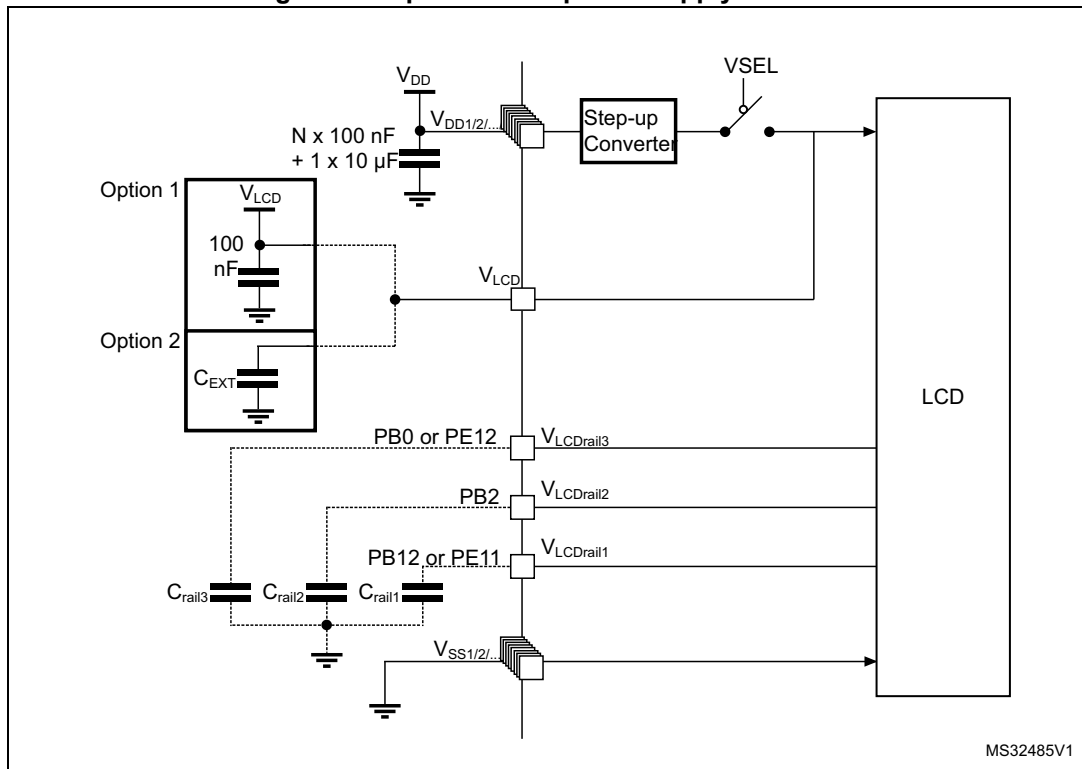 VDD
VSEL
VDD1/2/...
Step-up
Converter
N x 100 nF
+ 1 x 10 µF
Option 1
VLCD
100
nF
VLCD
Option 2
CEXT
LCD
PB0 or PE12
VLCDrail3
PB2
VLCDrail2
PB12 or PE11
VLCDrail1
Crail3
Crail2
Crail1
VSS1/2/...
MS32485V1